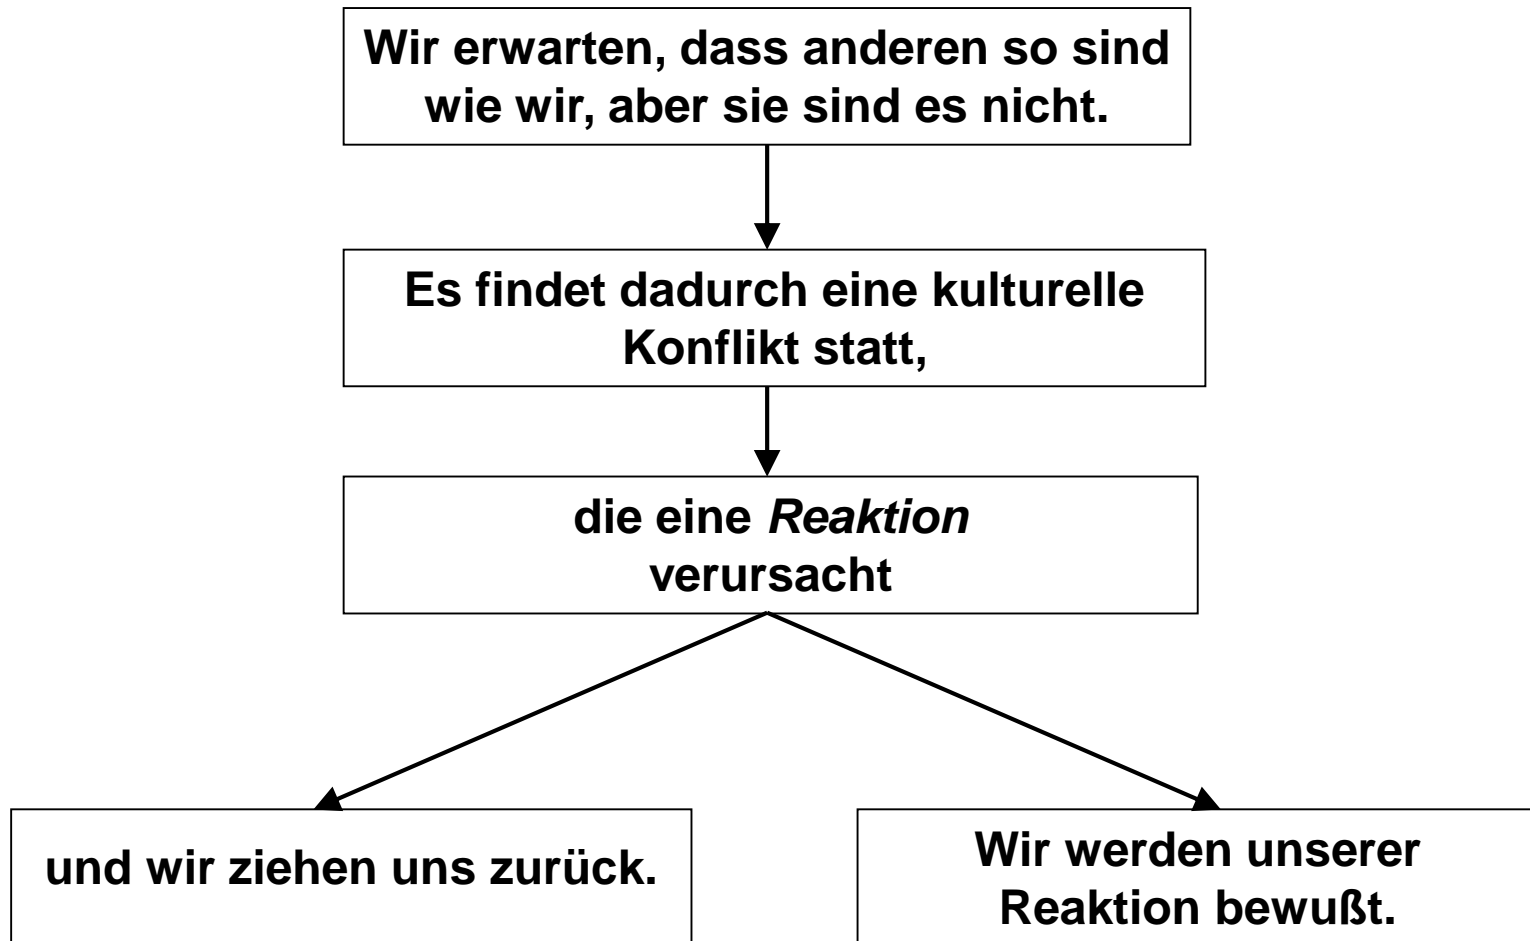 Wir erwarten, dass anderen so sind
wie wir, aber sie sind es nicht.
Es findet dadurch eine kulturelle
Konflikt statt,
die eine Reaktion
verursacht
und wir ziehen uns zurück.
Wir werden unserer
Reaktion bewußt.